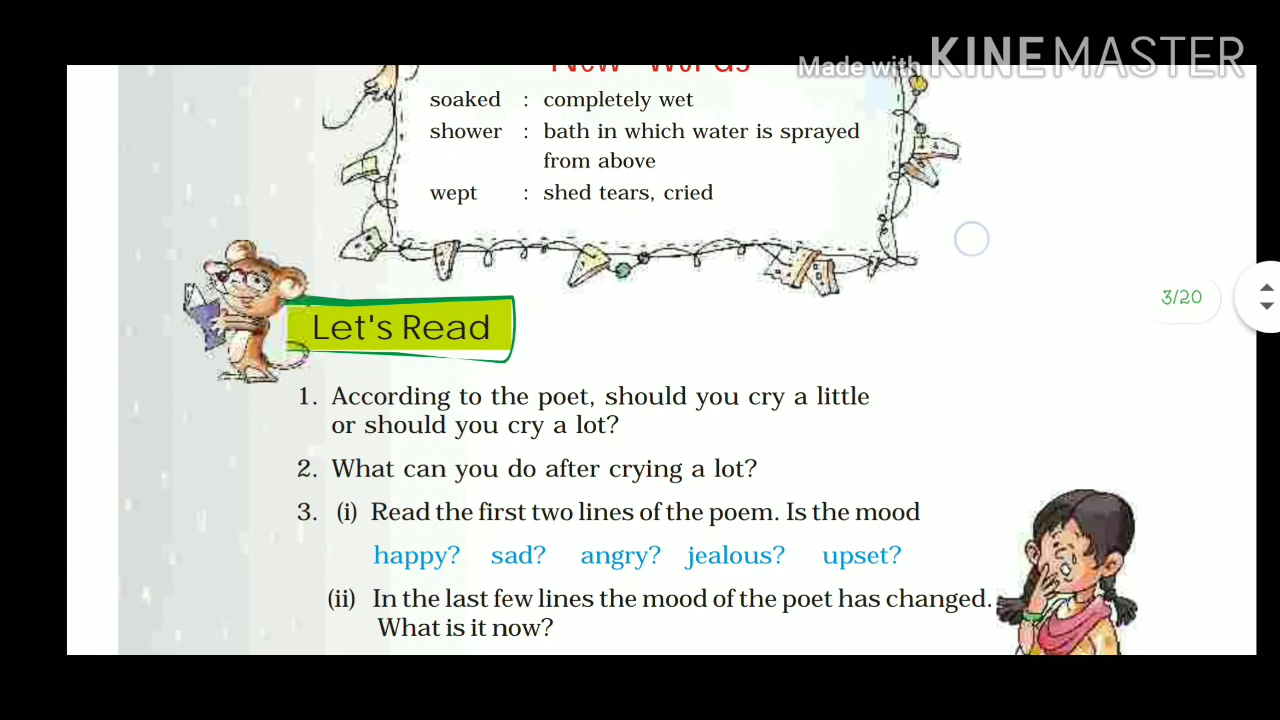 Made with KINEMASTER
New Words
soaked : completely wet
shower : bath in which water is sprayed
from above
wept : shed tears, cried
3/20
Let's Read
1. According to the poet, should you cry a little
or should you cry a lot?
2. What can you do after crying a lot?
3. (i) Read the first two lines of the poem. Is the mood
happy? sad? angry? jealous? upset?
(ii) In the last few lines the mood of the poet has changed.
What is it now?